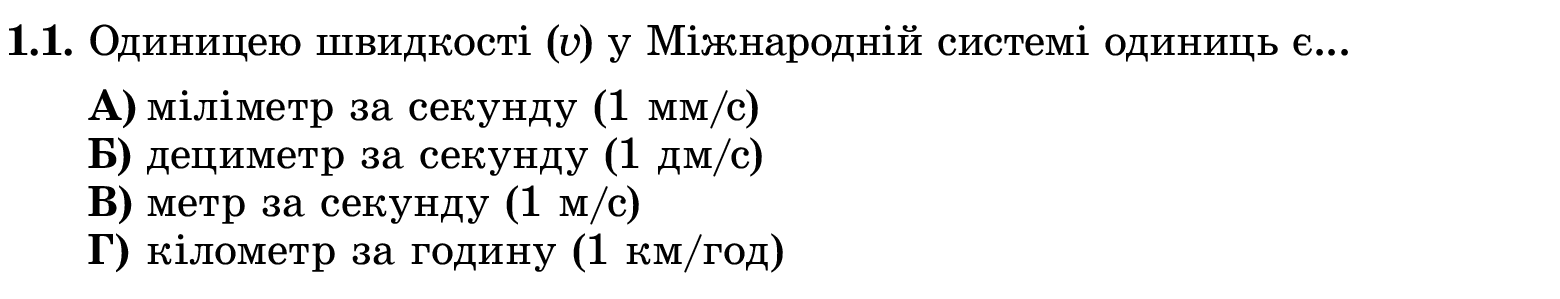 1.1. Одиницею швидкості (v) у Міжнародній системі одиниць є...
А) міліметр за секунду (1 мм/с)
Б) дециметр за секунду (1 дм/с)
В) метр за секунду (1 м/с)
Г) кілометр за годину (1 км/год)